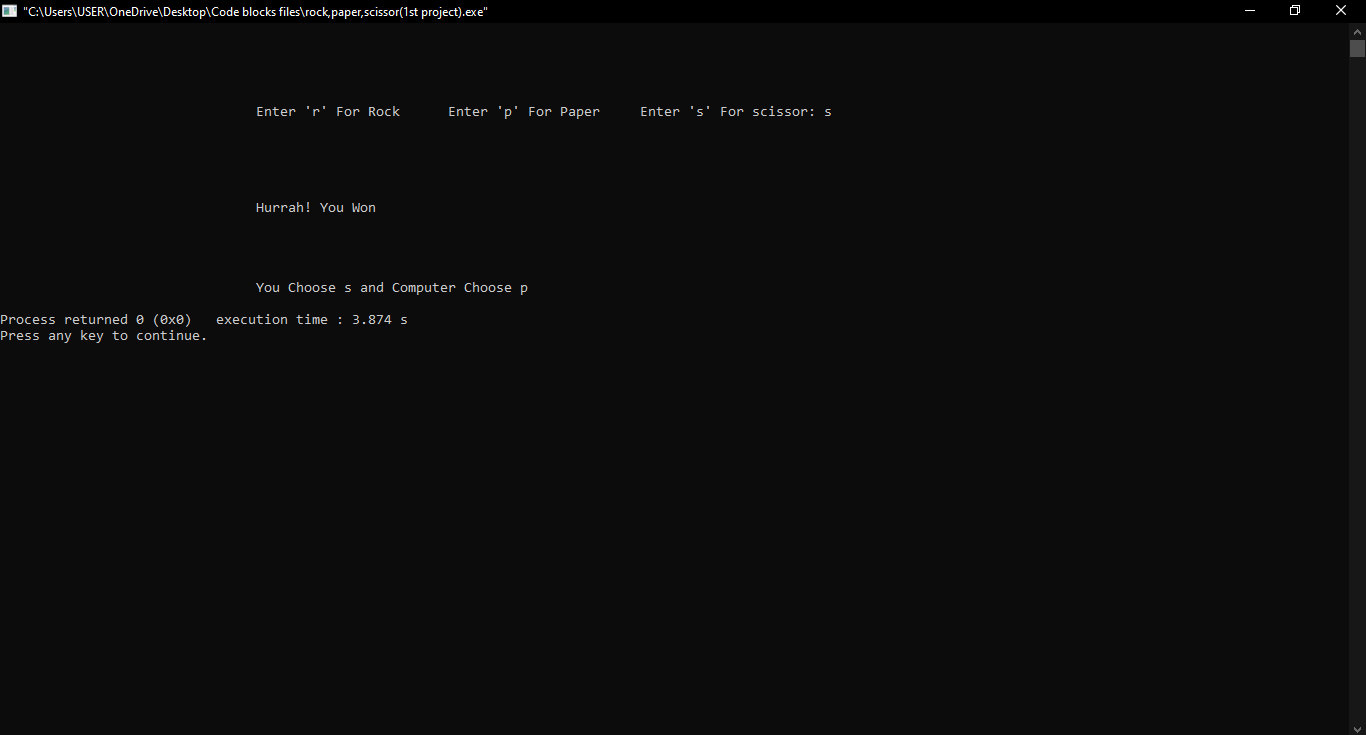 "C:\Users\USER\OneDrive\Desktop\Code blocks files\rock,paper,scissor(1st project).exe"
Enter 'r' For Rock      Enter 'p' For Paper     Enter 's' For scissor: s
Hurrah! You Won
You Choose s and Computer Choose p
Process returned 0 (0x0)   execution time : 3.874 s
Press any key to continue.